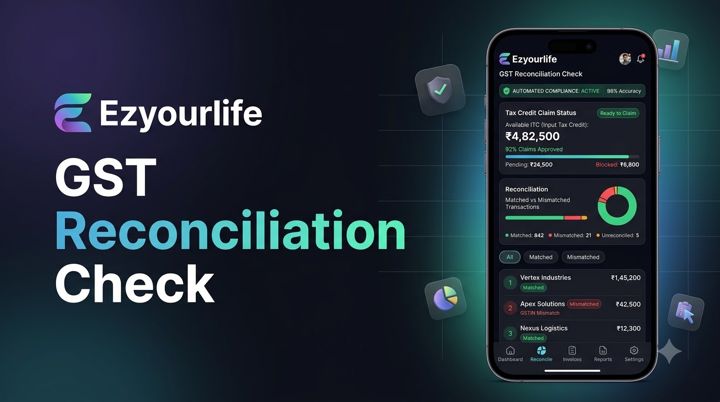 Ezyourlife
GST
Reconciliation
Check
Ezyourlife
GST Reconciliation Check
AUTOMATED COMPLIANCE: ACTIVE | 98% Accuracy
Tax Credit Claim Status
Ready to Claim
Available ITC (Input Tax Credit):
₹4,82,500
92% Claims Approved
Pending: ₹24,500
Blocked: ₹6,800
Reconciliation
Matched vs Mismatched
Transactions
Matched: 842
Mismatched: 21
Unreconciled: 5
All
Matched
Mismatched
1
Vertex Industries
₹1,45,200
Matched
2
Apex Solutions
Mismatched
₹42,500
GSTIN Mismatch
3
Nexus Logistics
₹12,300
Matched
Dashboard
Reconcile
Invoices
Reports
Settings